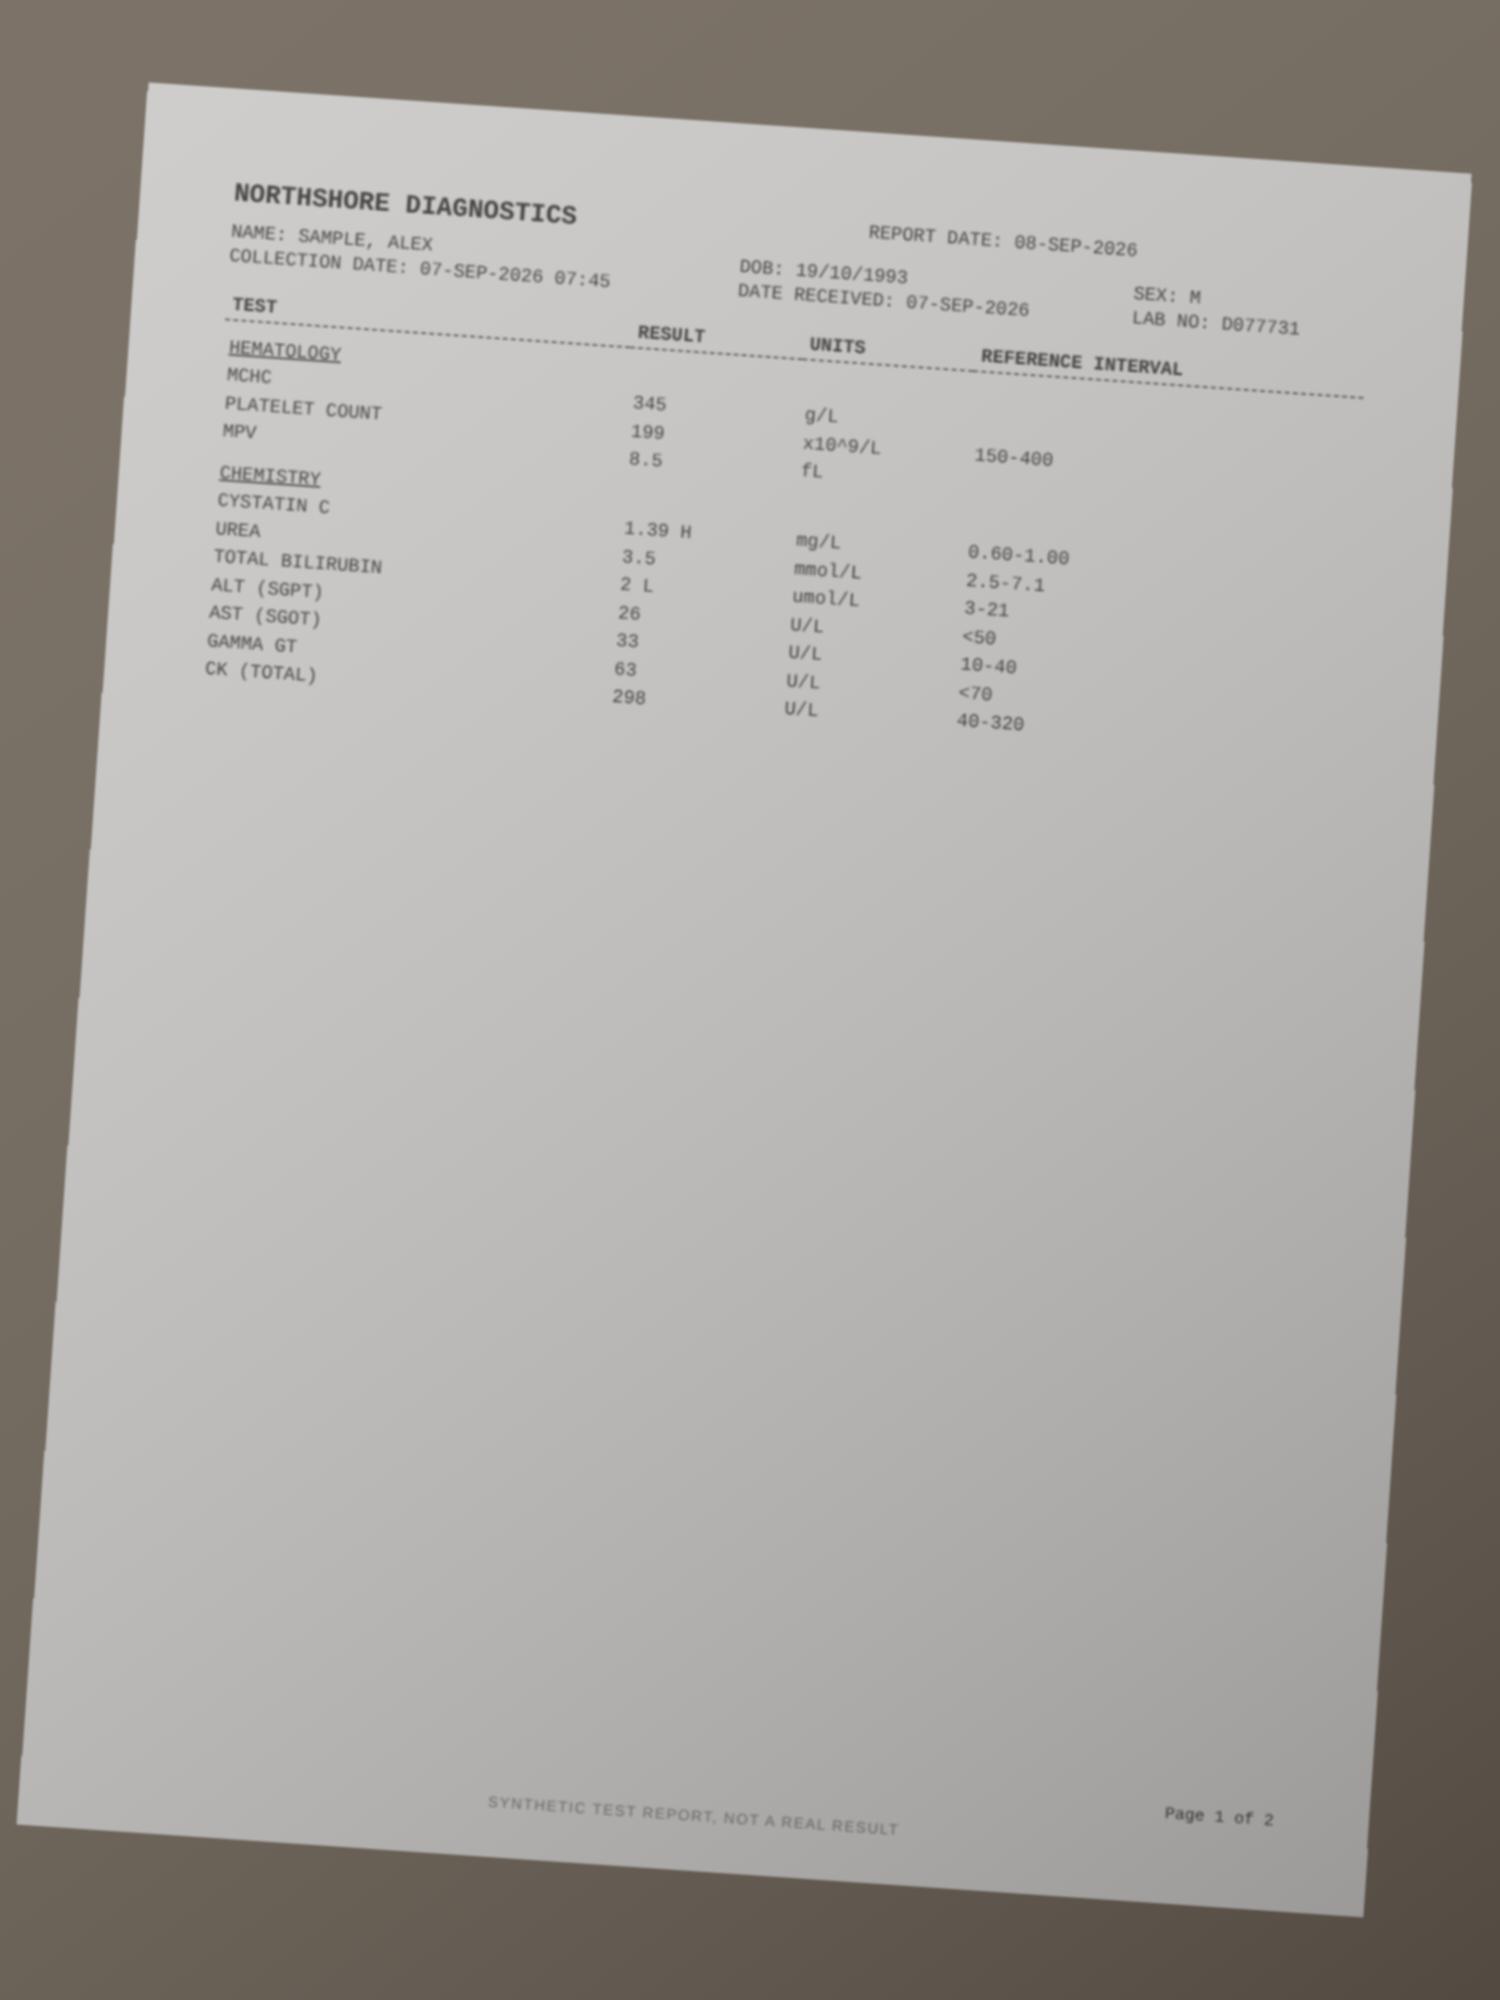 NORTHSHORE DIAGNOSTICS
REPORT DATE: 08-SEP-2026
NAME: SAMPLE, ALEX DOB: 19/10/1993 SEX: M
COLLECTION DATE: 07-SEP-2026 07:45 DATE RECEIVED: 07-SEP-2026 LAB NO: D077731
TEST RESULT UNITS REFERENCE INTERVAL
HEMATOLOGY
MCHC 345 g/L
PLATELET COUNT 199 x10^9/L 150-400
MPV 8.5 fL
CHEMISTRY
CYSTATIN C 1.39 H mg/L 0.60-1.00
UREA 3.5 mmol/L 2.5-7.1
TOTAL BILIRUBIN 2 L umol/L 3-21
ALT (SGPT) 26 U/L <50
AST (SGOT) 33 U/L 10-40
GAMMA GT 63 U/L <70
CK (TOTAL) 298 U/L 40-320
SYNTHETIC TEST REPORT, NOT A REAL RESULT
Page 1 of 2